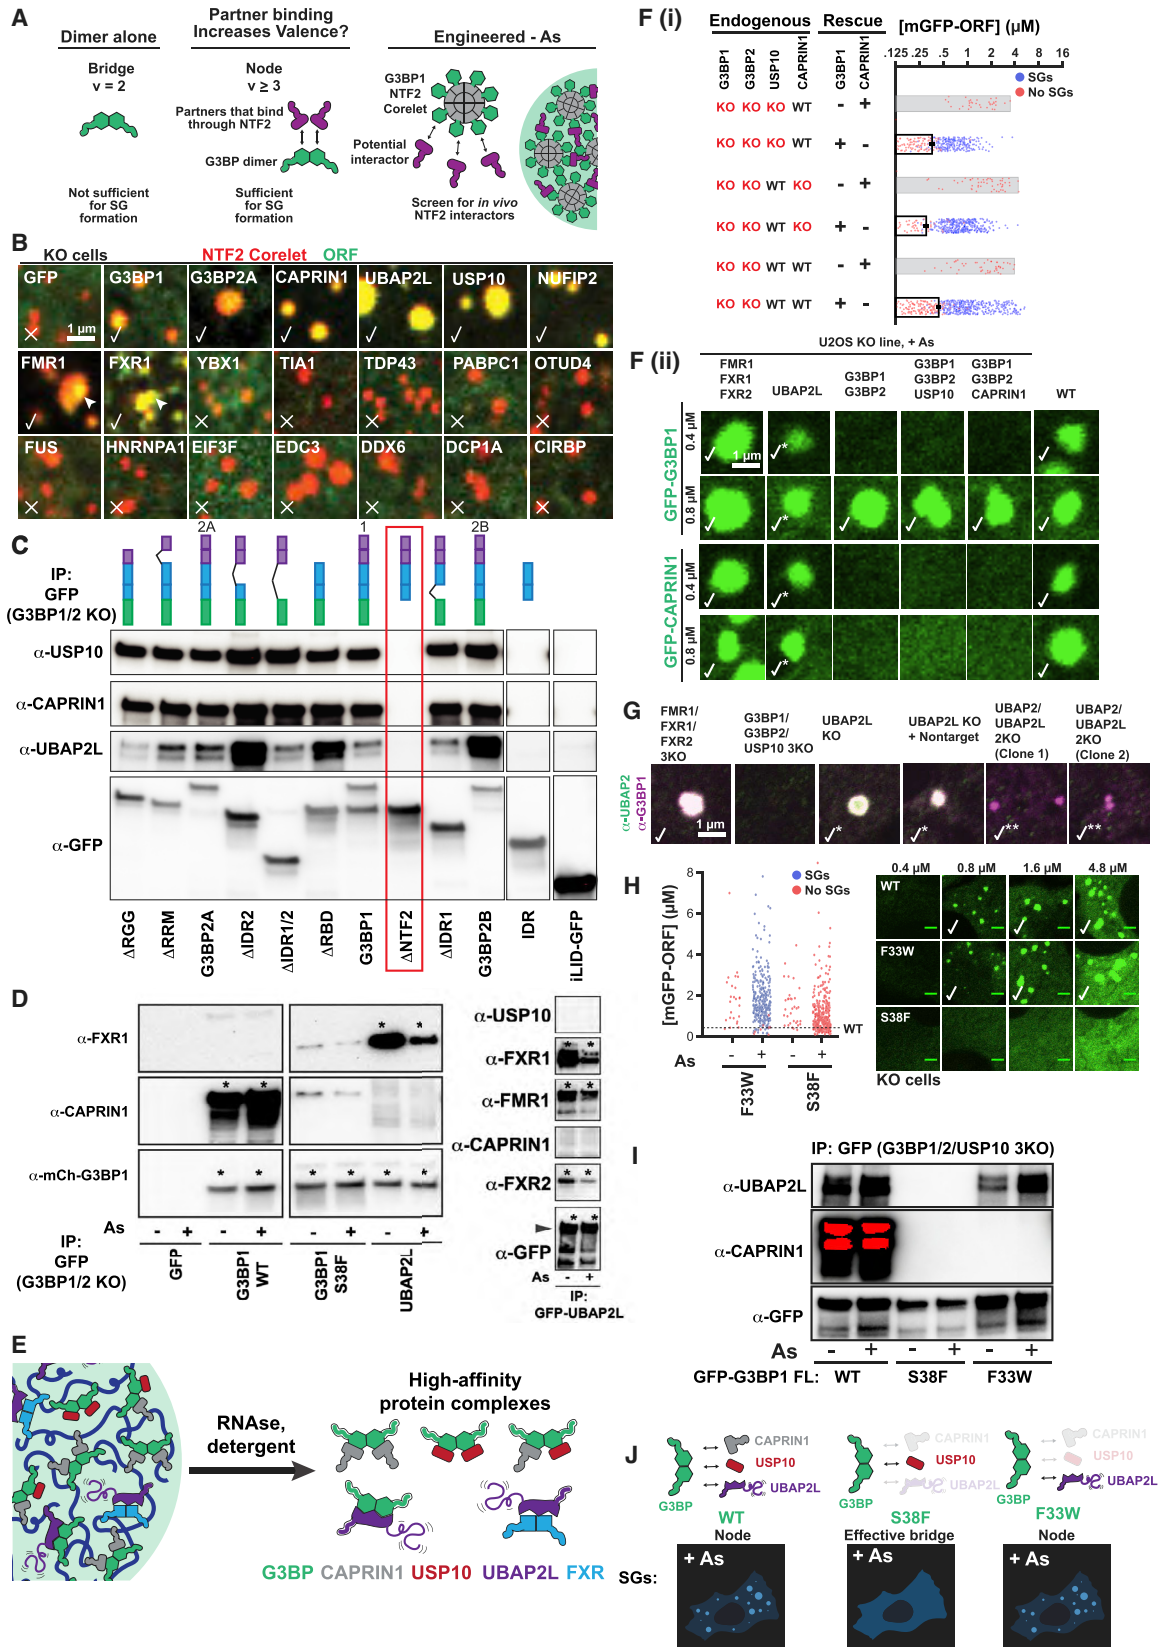 A
Dimer alone
Bridge
v = 2
Not sufficient
for SG
formation
Partner binding
Increases Valence?
Node
v ≥ 3
Partners that bind
through NTF2
G3BP dimer
Sufficient
for SG
formation
Engineered - As
G3BP1
NTF2
Corelet
Potential
interactor
Screen for in vivo
NTF2 interactors
B
KO cells
NTF2 Corelet
ORF
GFP
G3BP1
G3BP2A
CAPRIN1
UBAP2L
USP10
NUFIP2
1 µm
FMR1
FXR1
YBX1
TIA1
TDP43
PABPC1
OTUD4
FUS
HNRNPA1
EIF3F
EDC3
DDX6
DCP1A
CIRBP
C
2A
1
2B
IP:
GFP
(G3BP1/2 KO)
α-USP10
α-CAPRIN1
α-UBAP2L
α-GFP
ΔRGG
ΔRRM
G3BP2A
ΔIDR2
ΔIDR1/2
ΔRBD
G3BP1
ΔNTF2
ΔIDR1
G3BP2B
IDR
iLID-GFP
D
α-FXR1
* *
α-CAPRIN1
* *
α-mCh-G3BP1
* * * * * *
As
- + - + - + - +
IP:
GFP
(G3BP1/2 KO)
GFP
G3BP1
WT
G3BP1
S38F
UBAP2L
α-USP10
α-FXR1
* *
α-FMR1
* *
α-CAPRIN1
α-FXR2
* *
α-GFP
* *
As - +
IP:
GFP-UBAP2L
E
RNAse,
detergent
High-affinity
protein complexes
G3BP CAPRIN1 USP10 UBAP2L FXR
F (i)
Endogenous
Rescue
[mGFP-ORF] (µM)
G3BP1
G3BP2
USP10
CAPRIN1
G3BP1
CAPRIN1
.125 .25 .5 1 2 4 8 16
SGs
No SGs
KO KO KO WT - +
KO KO KO WT + -
KO KO WT KO - +
KO KO WT KO + -
KO KO WT WT - +
KO KO WT WT + -
F (ii)
U2OS KO line, + As
FMR1
FXR1
FXR2
UBAP2L
G3BP1
G3BP2
G3BP1
G3BP2
USP10
G3BP1
G3BP2
CAPRIN1
WT
GFP-G3BP1
0.4 µM
1 µm
*
0.8 µM
*
GFP-CAPRIN1
0.4 µM
*
0.8 µM
*
G
FMR1/
FXR1/
FXR2
3KO
G3BP1/
G3BP2/
USP10 3KO
UBAP2L
KO
UBAP2L KO
+ Nontarget
UBAP2/
UBAP2L
2KO
(Clone 1)
UBAP2/
UBAP2L
2KO
(Clone 2)
α-UBAP2
α-G3BP1
1 µm
*
*
**
**
H
[mGFP-ORF] (µM)
8
6
4
2
0
SGs
No SGs
WT
As
- + - +
F33W
S38F
0.4 µM 0.8 µM 1.6 µM 4.8 µM
WT
F33W
S38F
KO cells
I
IP: GFP (G3BP1/2/USP10 3KO)
α-UBAP2L
α-CAPRIN1
α-GFP
As - + - + - +
GFP-G3BP1 FL: WT S38F F33W
J
G3BP
CAPRIN1
USP10
UBAP2L
WT
Node
G3BP
CAPRIN1
USP10
UBAP2L
S38F
Effective bridge
G3BP
CAPRIN1
USP10
UBAP2L
F33W
Node
SGs:
+ As
+ As
+ As